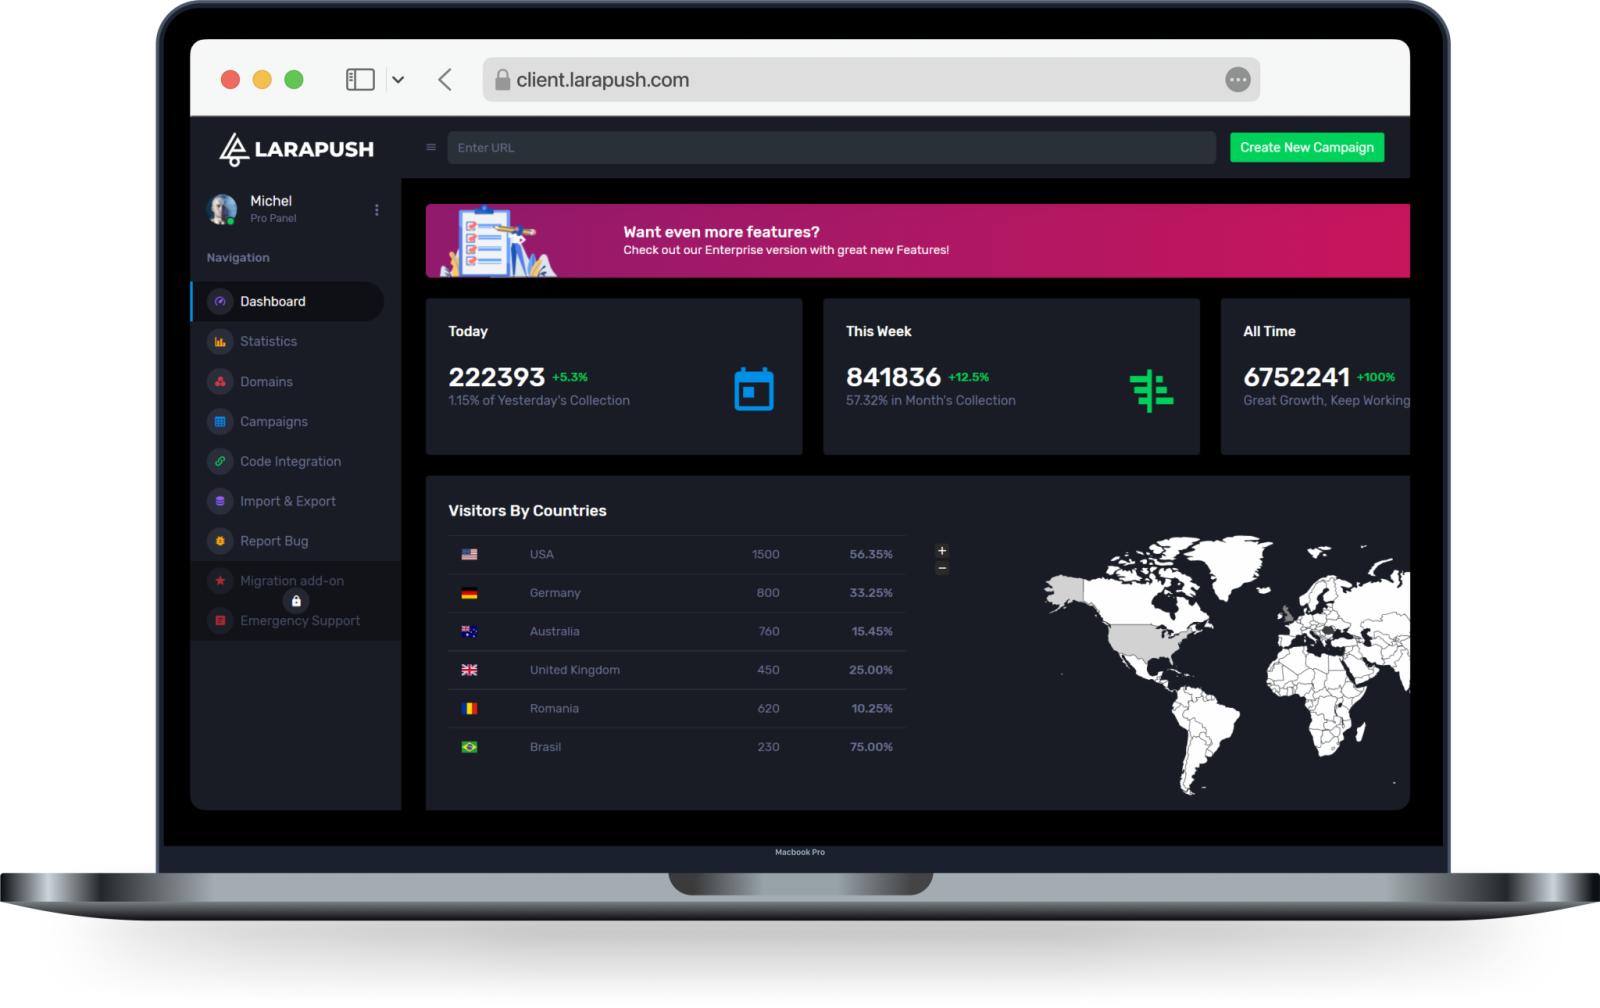 client.larapush.com
LARAPUSH
Enter URL
Create New Campaign
Michel
Pro Panel
Navigation
Dashboard
Statistics
Domains
Campaigns
Code Integration
Import & Export
Report Bug
Migration add-on
Emergency Support
Want even more features?
Check out our Enterprise version with great new Features!
Today
222393 +5.3%
1.15% of Yesterday's Collection
This Week
841836 +12.5%
57.32% in Month's Collection
All Time
6752241 +100%
Great Growth, Keep Working
Visitors By Countries
USA 1500 56.35%
Germany 800 33.25%
Australia 760 15.45%
United Kingdom 450 25.00%
Romania 620 10.25%
Brasil 230 75.00%
+
−
Macbook Pro